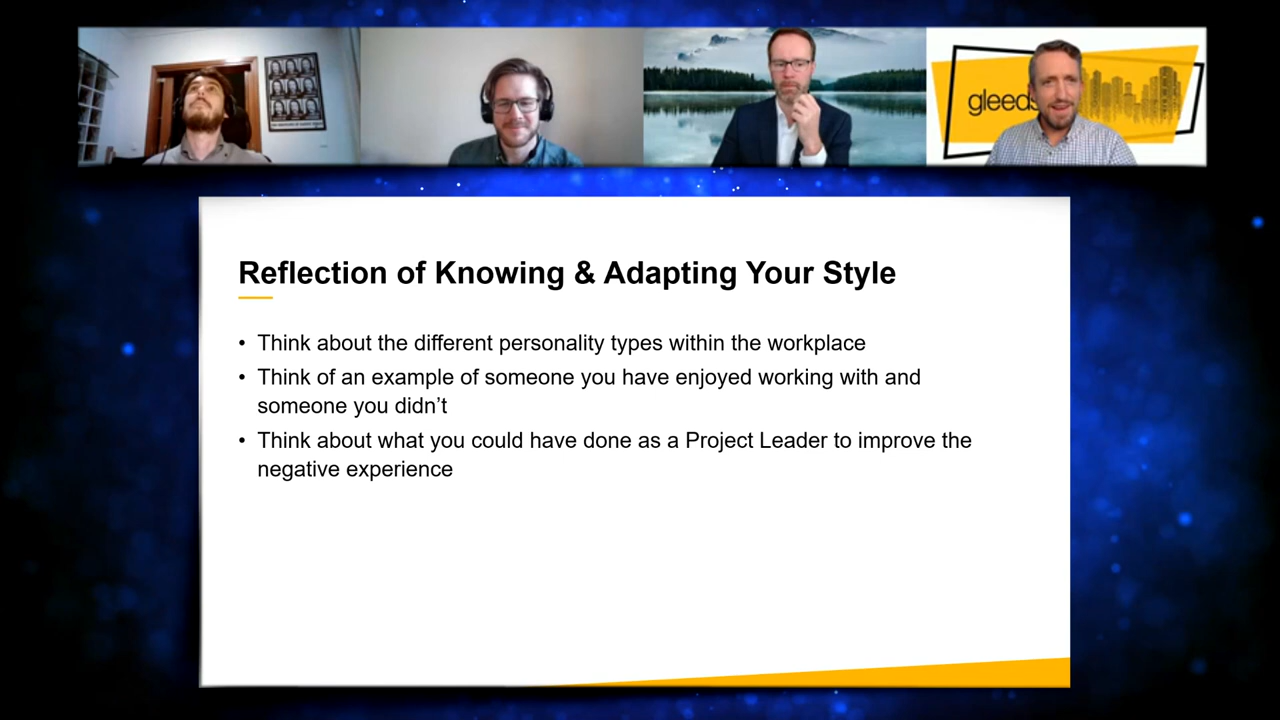 gleeds
Reflection of Knowing & Adapting Your Style
• Think about the different personality types within the workplace
• Think of an example of someone you have enjoyed working with and
someone you didn’t
• Think about what you could have done as a Project Leader to improve the
negative experience